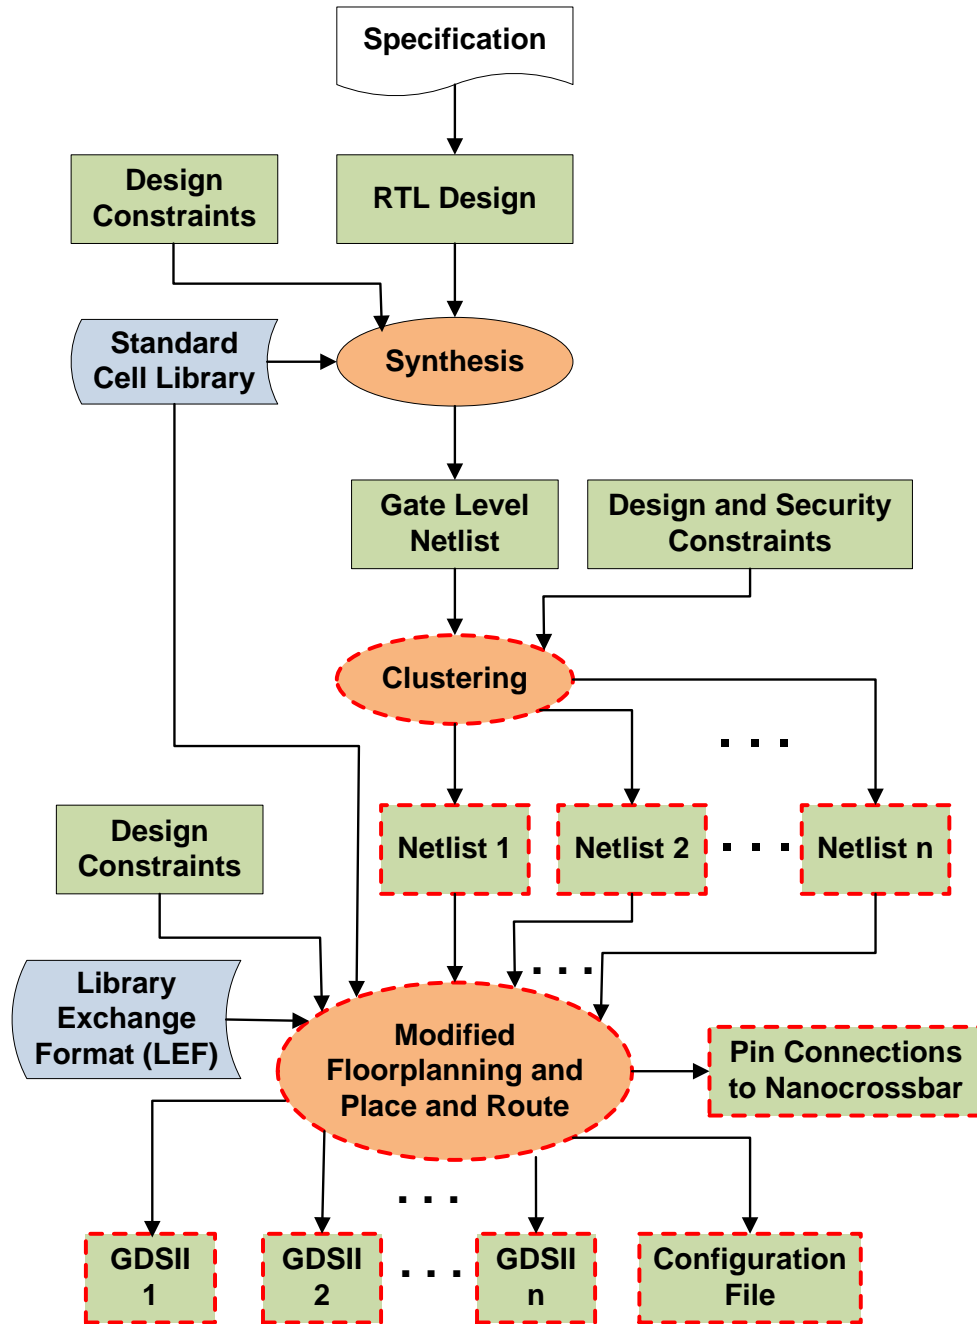 Specification
Design
Constraints
RTL Design
Standard
Cell Library
Synthesis
Gate Level
Netlist
Design and Security
Constraints
Clustering
. . .
Design
Constraints
Netlist 1
Netlist 2
. . .
Netlist n
. . .
Library
Exchange
Format (LEF)
Modified
Floorplanning and
Place and Route
Pin Connections
to Nanocrossbar
. . .
GDSII
1
GDSII
2
. . .
GDSII
n
Configuration
File